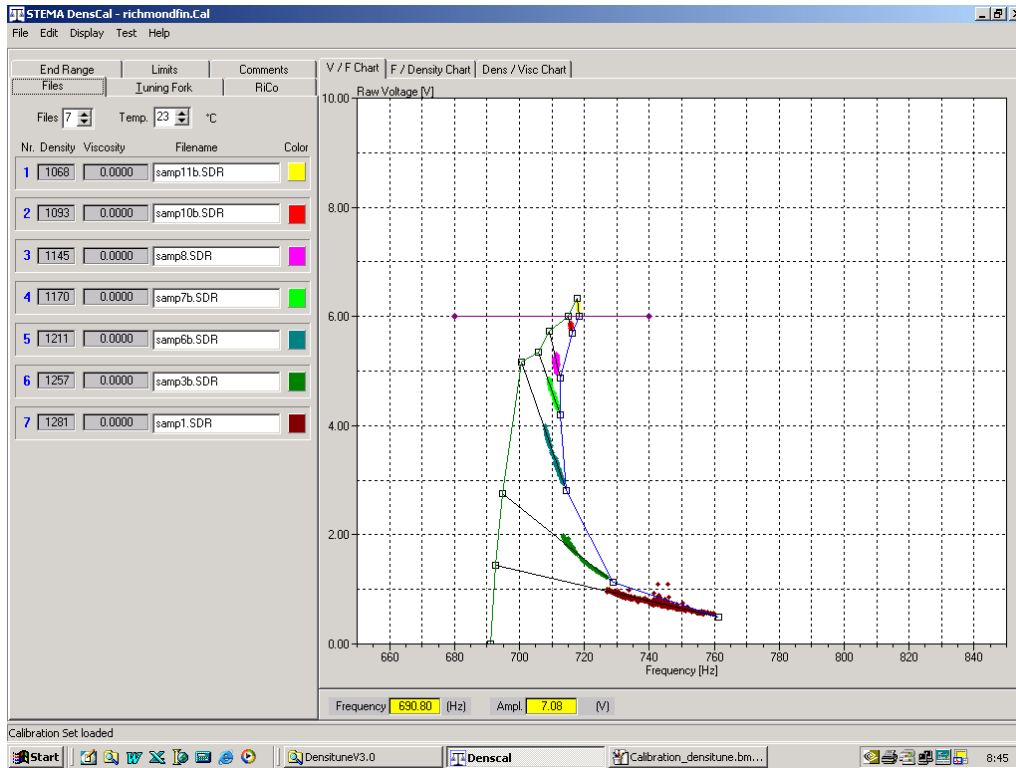 STEMA DensCal - richmondfin.Cal
File Edit Display Test Help
End Range Limits Comments
Files Tuning Fork RiCo
Files 7 Temp. 23 °C
Nr. Density Viscosity Filename Color
1 1068 0.0000 samp11b.SDR
2 1093 0.0000 samp10b.SDR
3 1145 0.0000 samp8.SDR
4 1170 0.0000 samp7b.SDR
5 1211 0.0000 samp6b.SDR
6 1257 0.0000 samp3b.SDR
7 1281 0.0000 samp1.SDR
V / F Chart F / Density Chart Dens / Visc Chart
Raw Voltage [V]
10.00
8.00
6.00
4.00
2.00
0.00
660 680 700 720 740 760 780 800 820 840
Frequency [Hz]
Frequency 690.80 (Hz) Ampl. 7.08 (V)
Calibration Set loaded
Start DensituneV3.0 Denscal Calibration_densitune.bm... 8:45